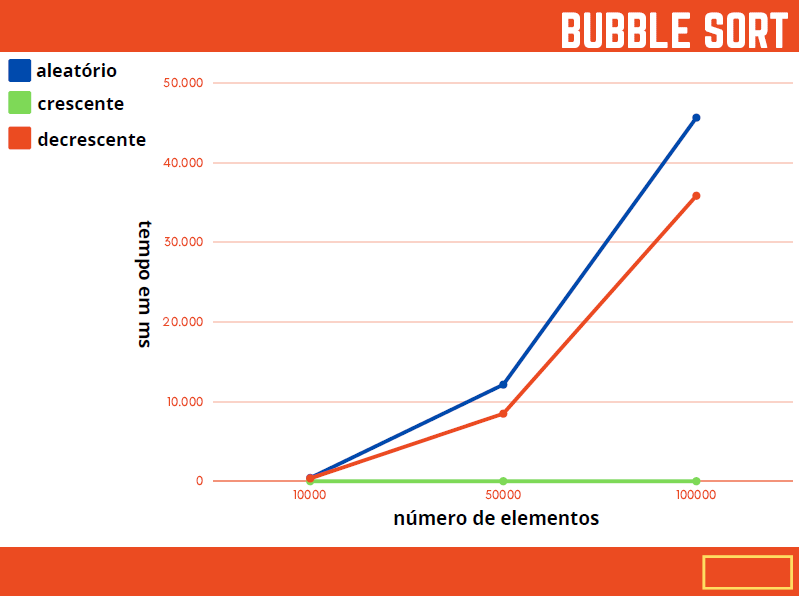 BUBBLE SORT
aleatório
crescente
decrescente
50.000
40.000
30.000
20.000
10.000
0
tempo em ms
10000 50000 100000
número de elementos